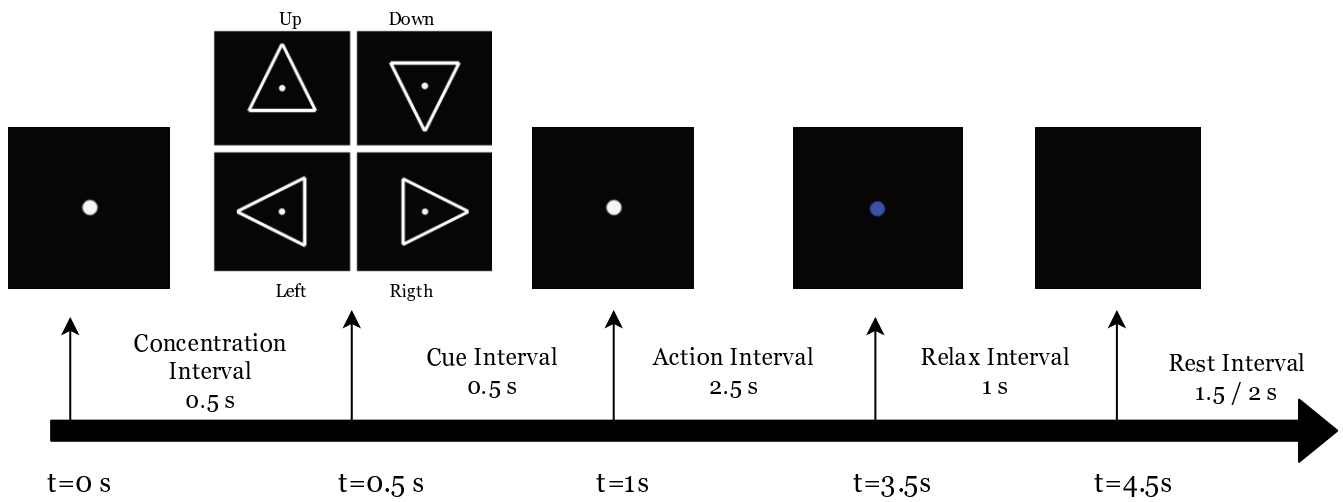 Up
Down
Left
Rigth
Concentration
Interval
0.5 s
Cue Interval
0.5 s
Action Interval
2.5 s
Relax Interval
1 s
Rest Interval
1.5 / 2 s
t=0 s
t=0.5 s
t=1s
t=3.5s
t=4.5s